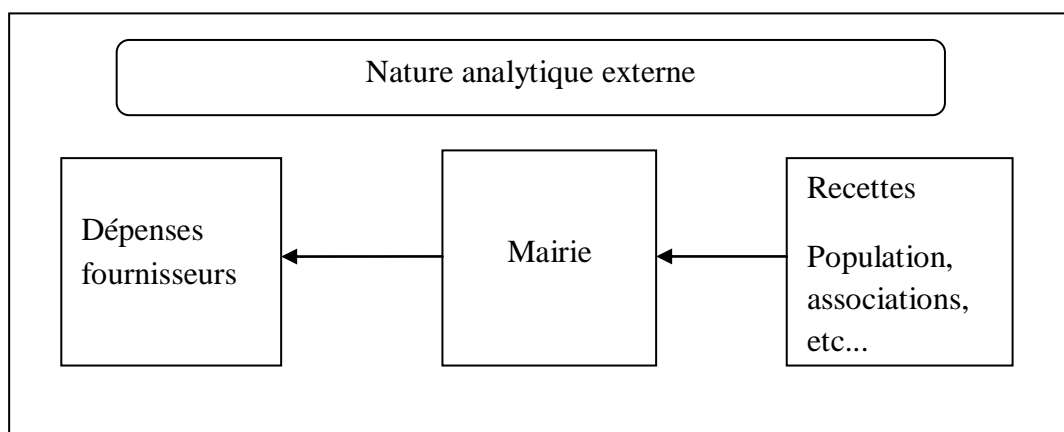 Nature analytique externe
Dépenses
fournisseurs
Mairie
Recettes
Population,
associations,
etc...